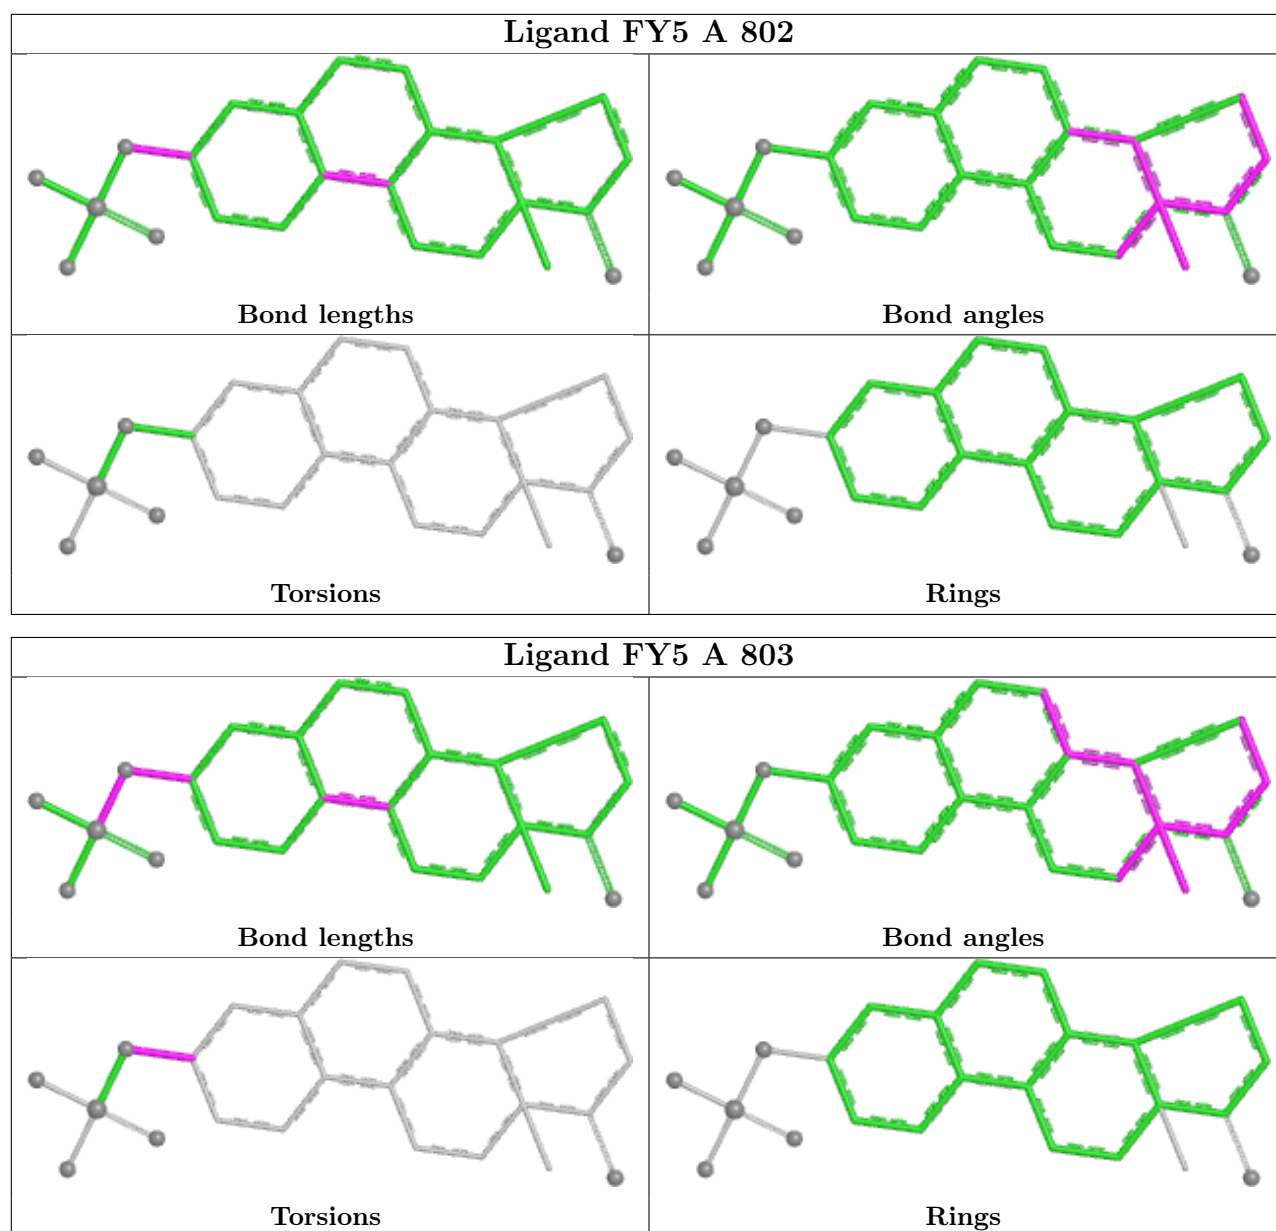 Ligand FY5 A 802
Bond lengths
Bond angles
Torsions
Rings
Ligand FY5 A 803
Bond lengths
Bond angles
Torsions
Rings